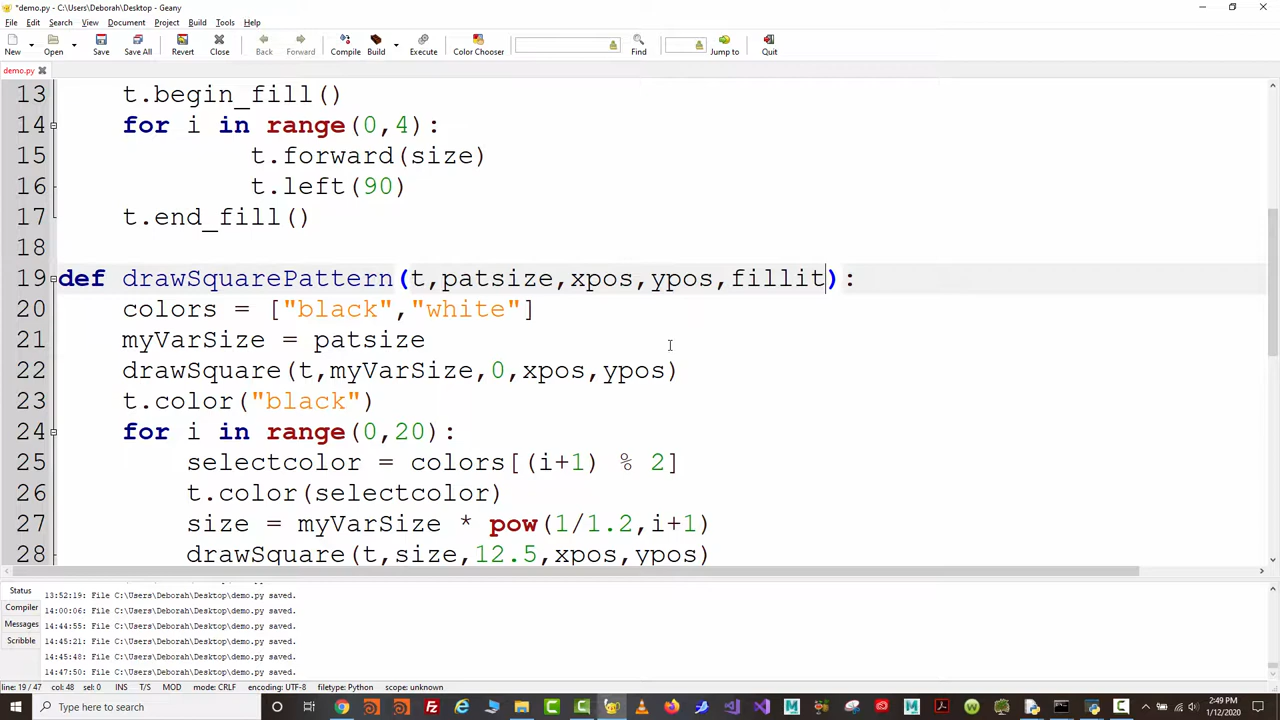 *demo.py - C:\Users\Deborah\Desktop - Geany
File Edit Search View Document Project Build Tools Help
New Open Save Save All Revert Close Back Forward Compile Build Execute Color Chooser Find Jump to Quit
demo.py
13 t.begin_fill()
14 for i in range(0,4):
15 t.forward(size)
16 t.left(90)
17 t.end_fill()
18
19 def drawSquarePattern(t,patsize,xpos,ypos,fillit):
20 colors = ["black","white"]
21 myVarSize = patsize
22 drawSquare(t,myVarSize,0,xpos,ypos)
23 t.color("black")
24 for i in range(0,20):
25 selectcolor = colors[(i+1) % 2]
26 t.color(selectcolor)
27 size = myVarSize * pow(1/1.2,i+1)
28 drawSquare(t,size,12.5,xpos,ypos)
Status
Compiler
Messages
Scribble
13:52:19: File C:\Users\Deborah\Desktop\demo.py saved.
14:00:06: File C:\Users\Deborah\Desktop\demo.py saved.
14:44:55: File C:\Users\Deborah\Desktop\demo.py saved.
14:45:21: File C:\Users\Deborah\Desktop\demo.py saved.
14:45:48: File C:\Users\Deborah\Desktop\demo.py saved.
14:47:50: File C:\Users\Deborah\Desktop\demo.py saved.
line: 19 / 47 col: 48 sel: 0 INS T/S MOD mode: CRLF encoding: UTF-8 filetype: Python scope: unknown
Type here to search
2:49 PM
1/12/2020